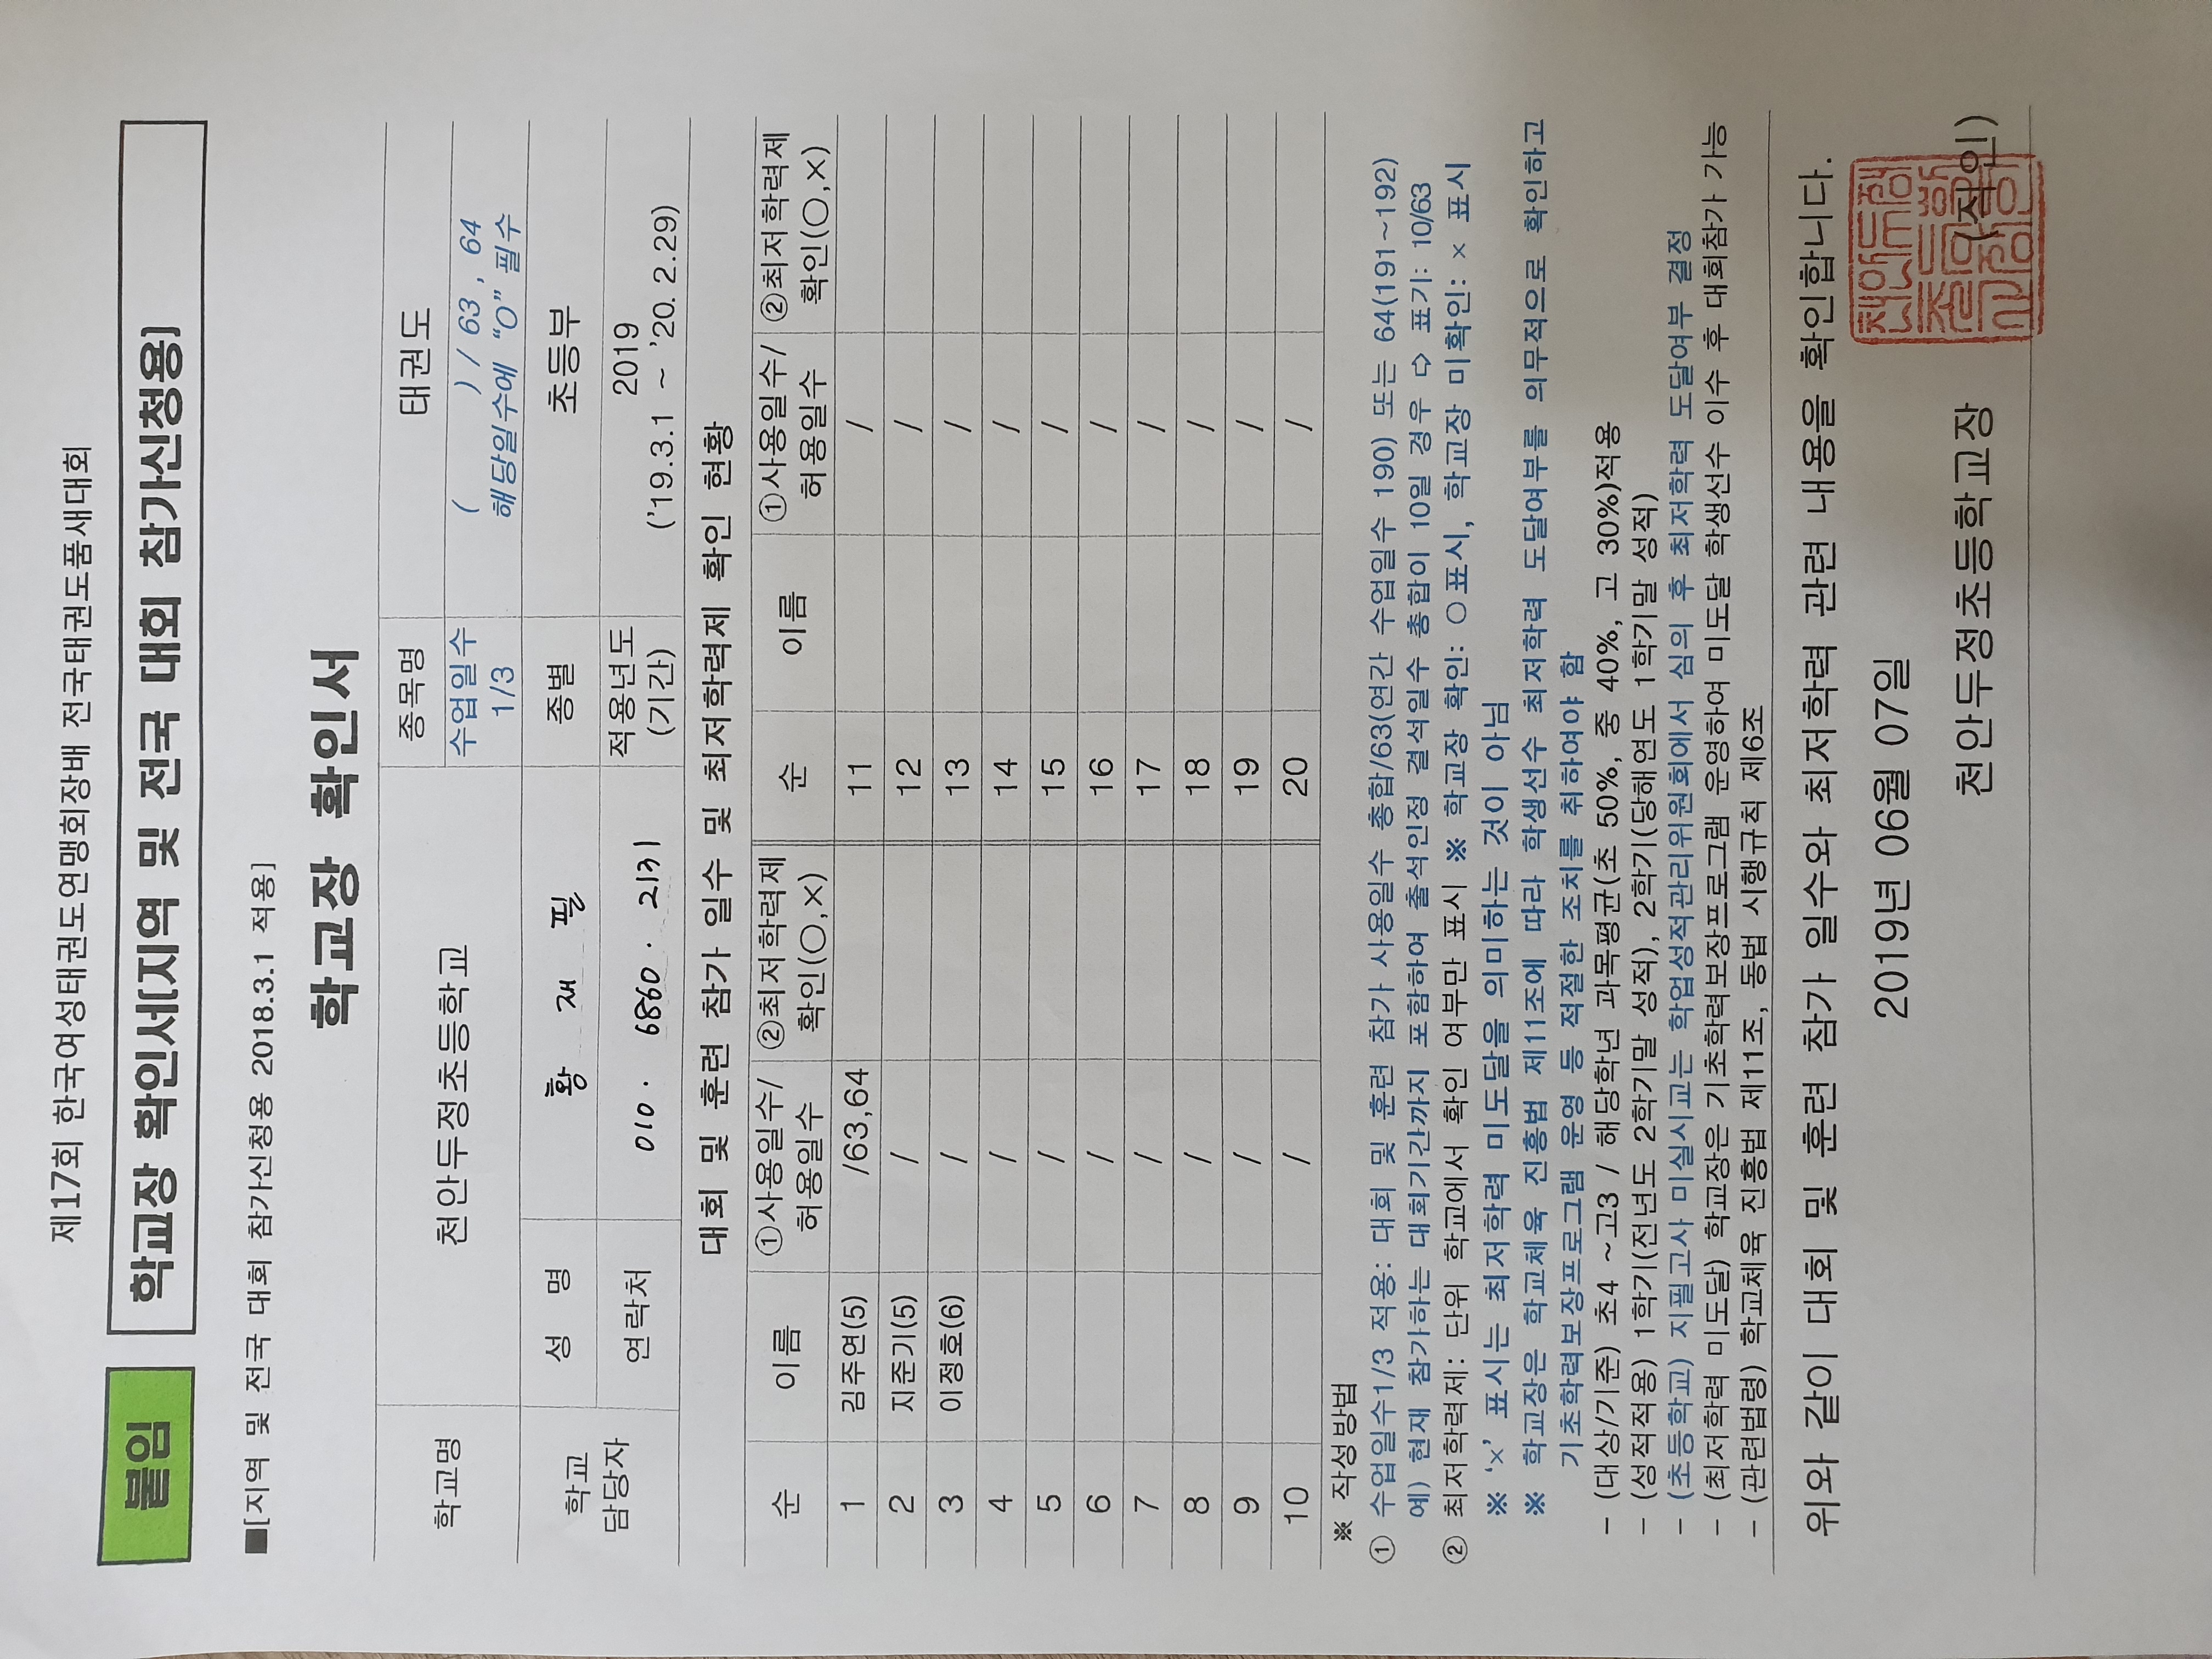 제17회 한국여성태권도연맹회장배 전국태권도품새대회
붙임 학교장 확인서[지역 및 전국 대회 참가신청용]
■[지역 및 전국 대회 참가신청용 2018.3.1 적용]
학교장 확인서
학교명 천안두정초등학교 종목명 태권도
수업일수 1/3 ( ) / 63 , 64
해당일수에 "O" 필수
학교 담당자 성 명 황 재 필 종별 초등부
연락처 010. 6860. 2131 적용년도 (기간) 2019
('19.3.1 ~ '20. 2.29)
대회 및 훈련 참가 일수 및 최저학력제 확인 현황
순 이름 ①사용일수/허용일수 ②최저학력제 확인(○,×) 순 이름 ①사용일수/허용일수 ②최저학력제 확인(○,×)
1 김주연(5) /63,64 11 /
2 지준기(5) / 12 /
3 이정호(6) / 13 /
4 / 14 /
5 / 15 /
6 / 16 /
7 / 17 /
8 / 18 /
9 / 19 /
10 / 20 /
※ 작성방법
① 수업일수1/3 적용: 대회 및 훈련 참가 사용일수 총합/63(연간 수업일수 190) 또는 64(191~192)
예) 현재 참가하는 대회기간까지 포함하여 출석인정 결석일수 총합이 10일 경우 ⇨ 표기: 10/63
② 최저학력제: 단위 학교에서 확인 여부만 표시 ※ 학교장 확인: ○표시, 학교장 미확인: × 표시
※ '×' 표시는 최저학력 미도달을 의미하는 것이 아님
※ 학교장은 학교체육 진흥법 제11조에 따라 학생선수 최저학력 도달여부를 의무적으로 확인하고
기초학력보장프로그램 운영 등 적절한 조치를 취하여야 함
- (대상/기준) 초4 ~고3 / 해당학년 과목평균(초 50%, 중 40%, 고 30%)적용
- (성적적용) 1학기(전년도 2학기말 성적), 2학기(당해연도 1학기말 성적)
- (초등학교) 지필고사 미실시교는 학업성적관리위원회에서 심의 후 최저학력 도달여부 결정
- (최저학력 미도달) 학교장은 기초학력보장프로그램 운영하여 미도달 학생선수 이수 후 대회참가 가능
- (관련법령) 학교체육 진흥법 제11조, 동법 시행규칙 제6조
위와 같이 대회 및 훈련 참가 일수와 최저학력 관련 내용을 확인합니다.
2019년 06월 07일
천안두정초등학교장 (직인)